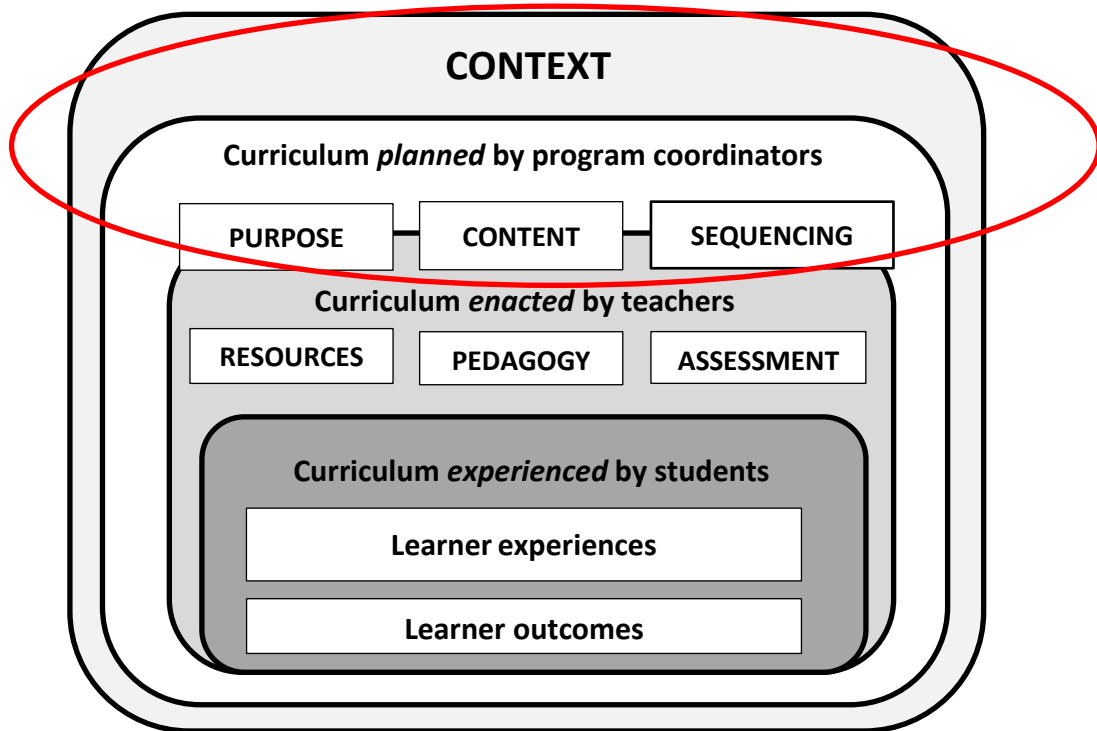 CONTEXT
Curriculum planned by program coordinators
PURPOSE
CONTENT
SEQUENCING
Curriculum enacted by teachers
RESOURCES
PEDAGOGY
ASSESSMENT
Curriculum experienced by students
Learner experiences
Learner outcomes